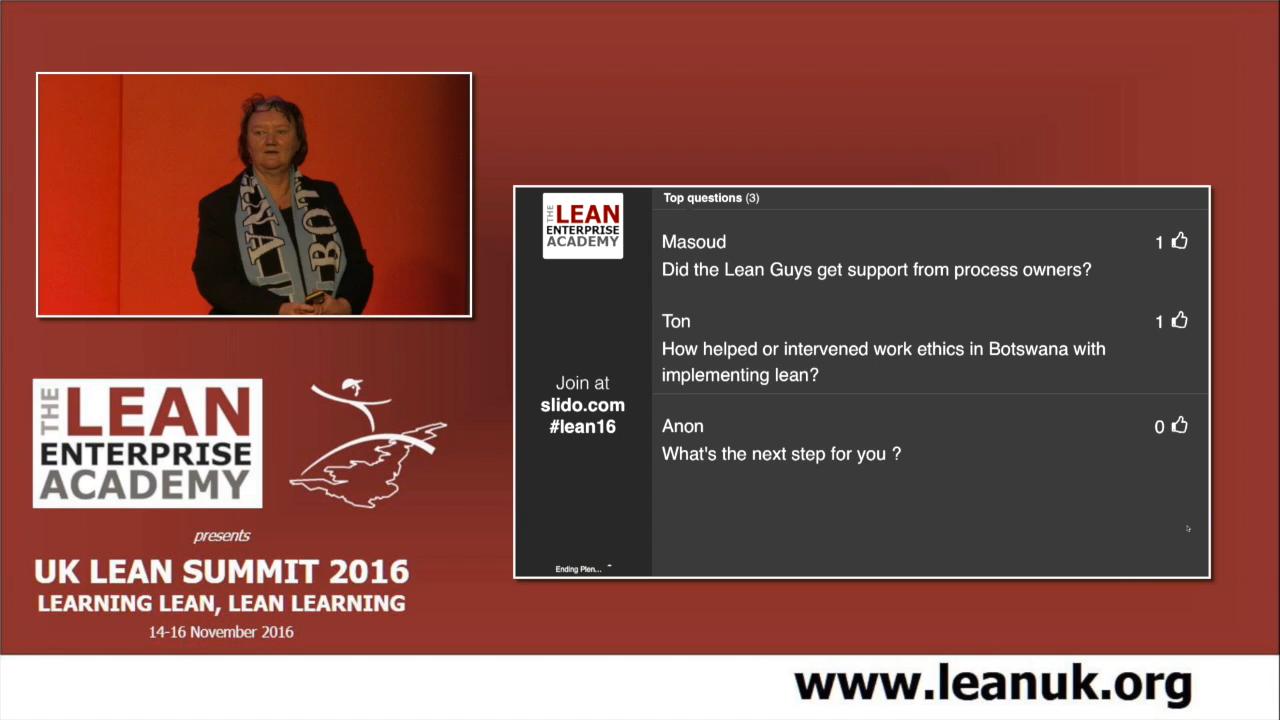 THE LEAN
ENTERPRISE
ACADEMY
presents
UK LEAN SUMMIT 2016
LEARNING LEAN, LEAN LEARNING
14-16 November 2016
THE LEAN
ENTERPRISE
ACADEMY
Join at
slido.com
#lean16
Ending Plen...
Top questions (3)
Masoud
1
Did the Lean Guys get support from process owners?
Ton
1
How helped or intervened work ethics in Botswana with
implementing lean?
Anon
0
What's the next step for you ?
www.leanuk.org